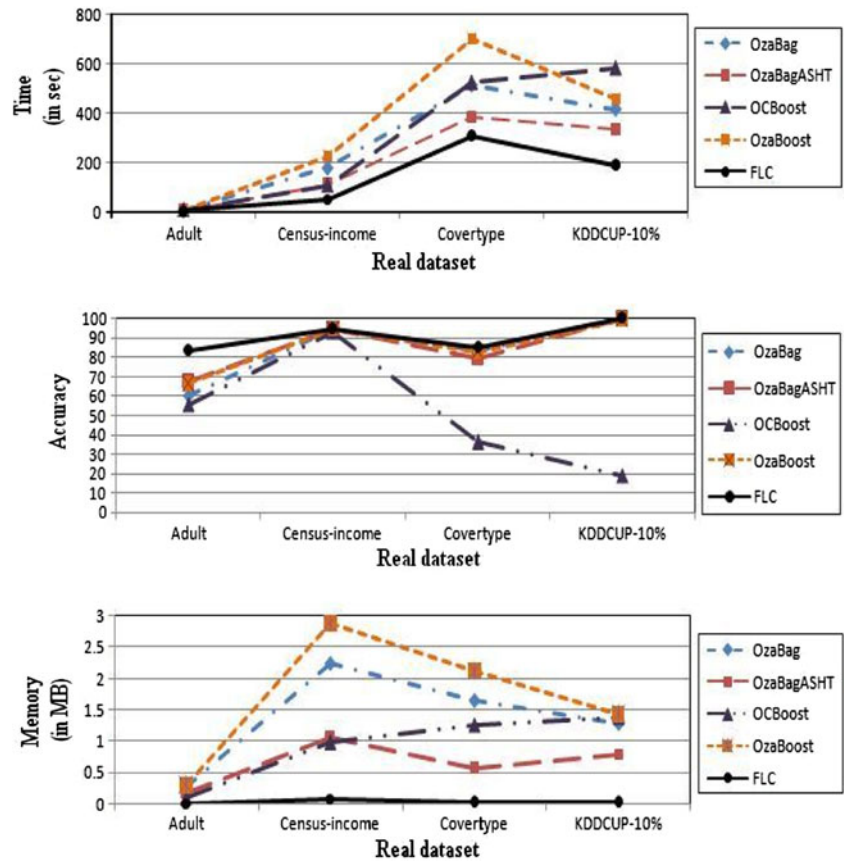 800
600
400
200
0
Time
(in sec)
Adult
Census-income
Covertype
KDDCUP-10%
Real dataset
OzaBag
OzaBagASHT
OCBoost
OzaBoost
FLC
100
90
80
70
60
50
40
30
20
10
0
Accuracy
Adult
Census-income
Covertype
KDDCUP-10%
Real dataset
OzaBag
OzaBagASHT
OCBoost
OzaBoost
FLC
3
2.5
2
1.5
1
0.5
0
Memory
(in MB)
Adult
Census-income
Covertype
KDDCUP-10%
Real dataset
OzaBag
OzaBagASHT
OCBoost
OzaBoost
FLC